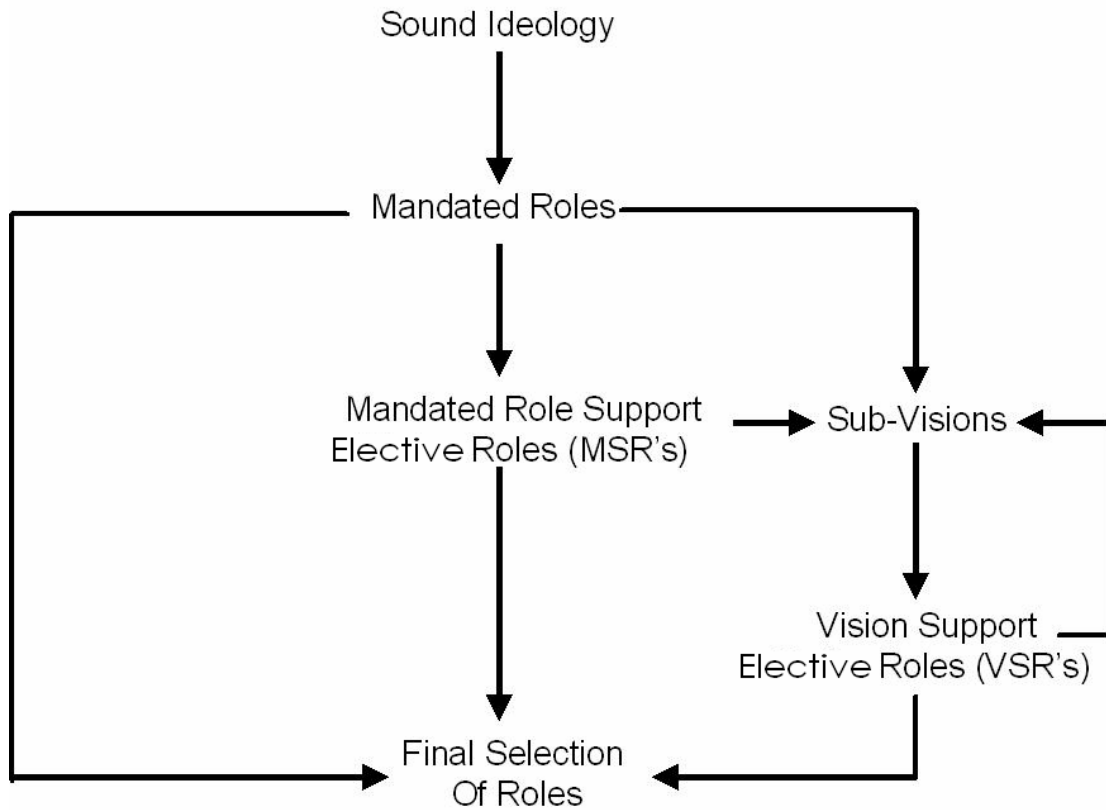 Sound Ideology
Mandated Roles
Mandated Role Support
Elective Roles (MSR's)
Sub-Visions
Vision Support
Elective Roles (VSR's)
Final Selection
Of Roles